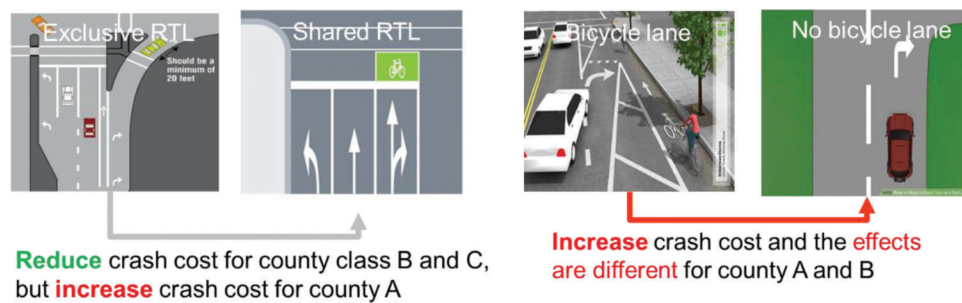 Exclusive RTL
Should be a
minimum of
20 feet
Shared RTL
Bicycle lane
No bicycle lane
Reduce crash cost for county class B and C,
but increase crash cost for county A
Increase crash cost and the effects
are different for county A and B